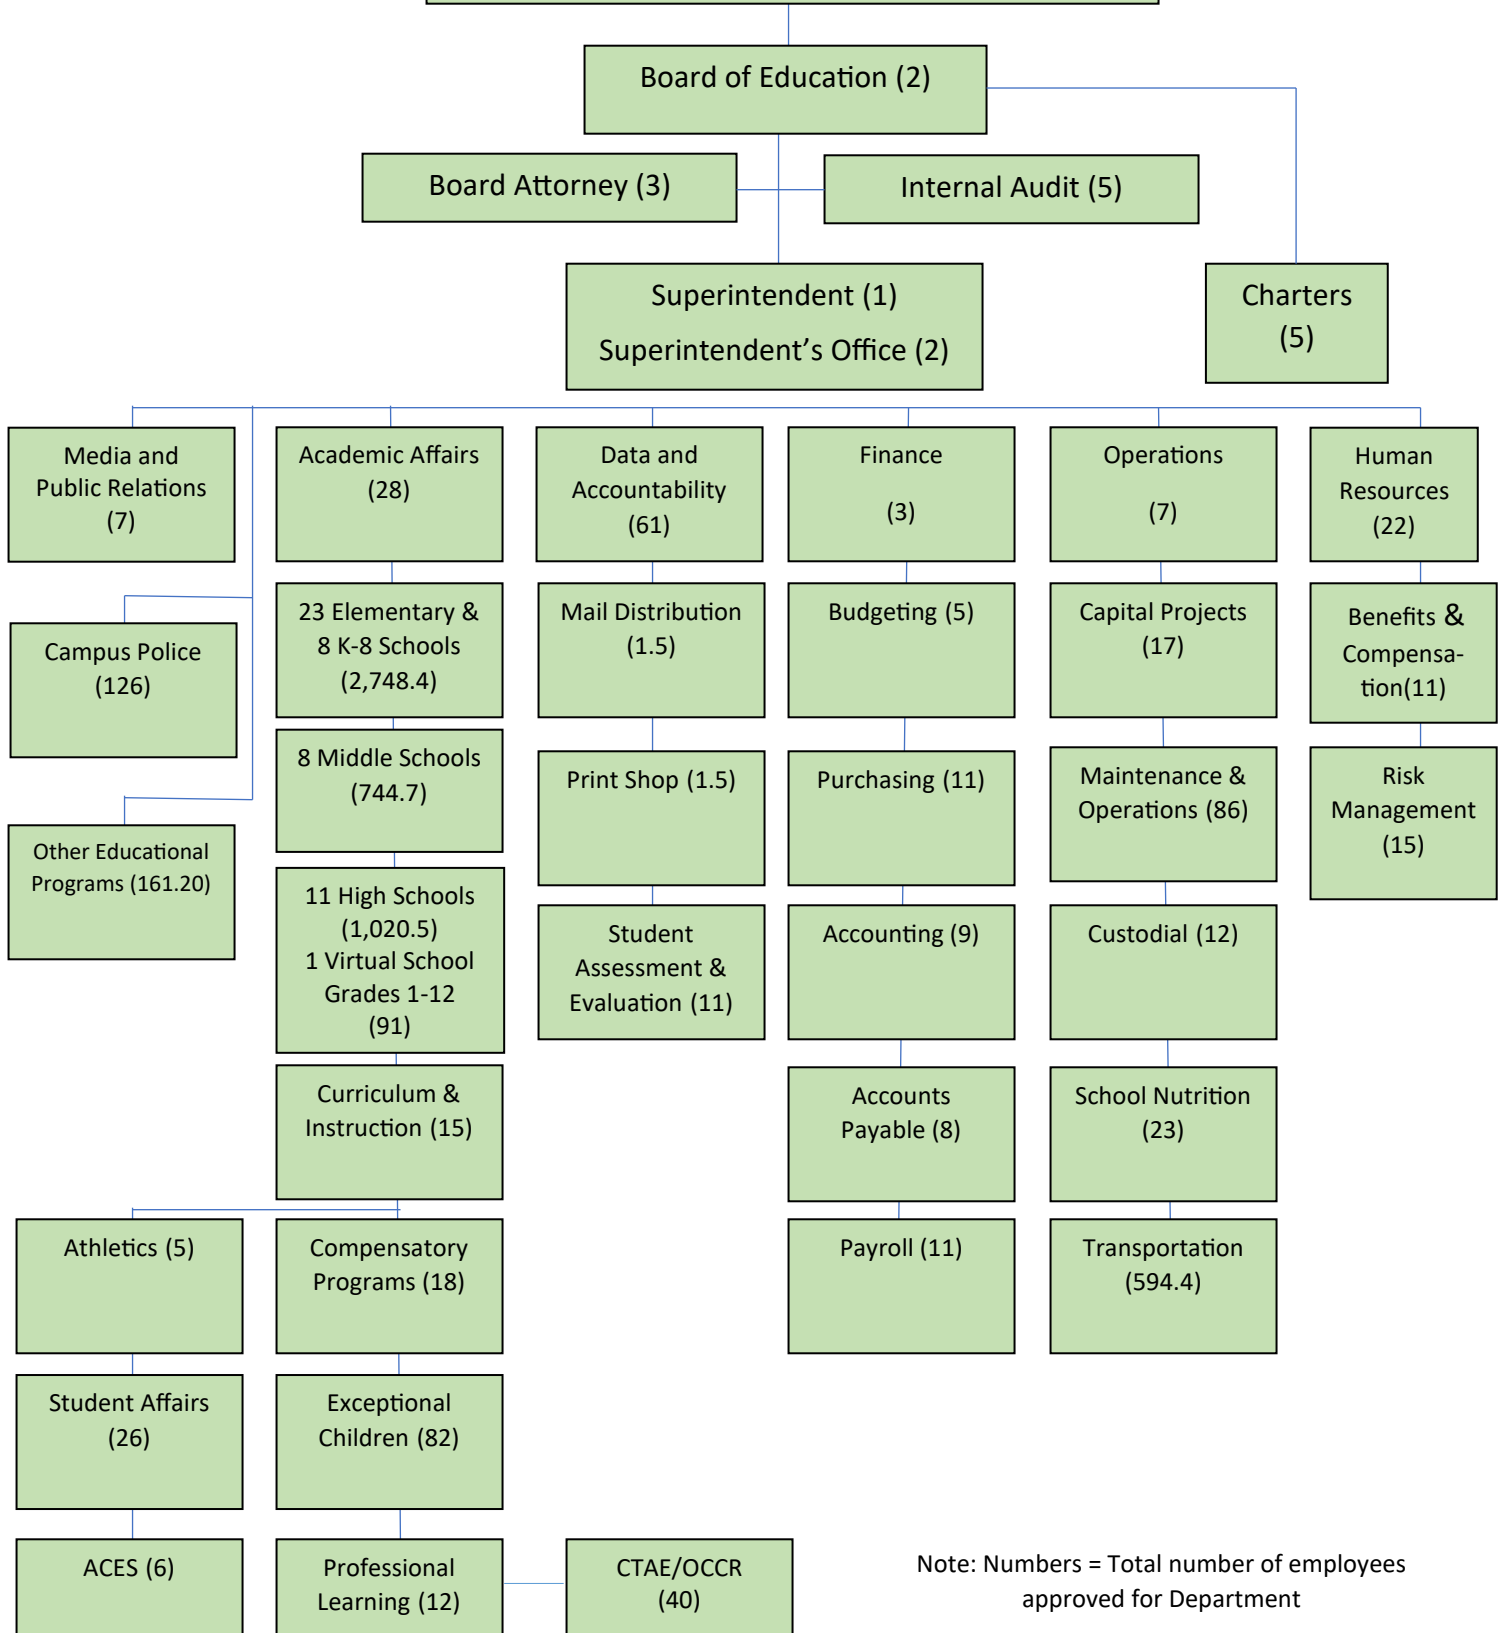 Board of Education (2)
Board Attorney (3)
Internal Audit (5)
Superintendent (1)
Superintendent’s Office (2)
Charters
(5)
Media and
Public Relations
(7)
Academic Affairs
(28)
Data and
Accountability
(61)
Finance
(3)
Operations
(7)
Human
Resources
(22)
Campus Police
(126)
Other Educational
Programs (161.20)
23 Elementary &
8 K-8 Schools
(2,748.4)
8 Middle Schools
(744.7)
11 High Schools
(1,020.5)
1 Virtual School
Grades 1-12
(91)
Curriculum &
Instruction (15)
Mail Distribution
(1.5)
Print Shop (1.5)
Student
Assessment &
Evaluation (11)
Budgeting (5)
Purchasing (11)
Accounting (9)
Accounts
Payable (8)
Payroll (11)
Capital Projects
(17)
Maintenance &
Operations (86)
Custodial (12)
School Nutrition
(23)
Transportation
(594.4)
Benefits &
Compensa-
tion(11)
Risk
Management
(15)
Athletics (5)
Compensatory
Programs (18)
Student Affairs
(26)
Exceptional
Children (82)
ACES (6)
Professional
Learning (12)
CTAE/OCCR
(40)
Note: Numbers = Total number of employees
approved for Department